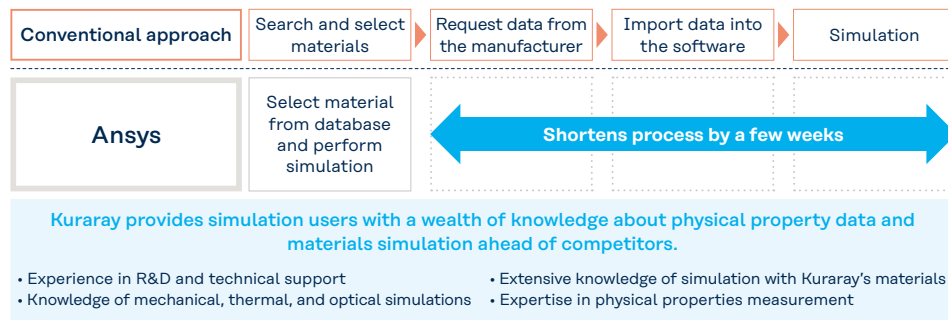 Conventional approach
Search and select
materials
Request data from
the manufacturer
Import data into
the software
Simulation
Ansys
Select material
from database
and perform
simulation
Shortens process by a few weeks
Kuraray provides simulation users with a wealth of knowledge about physical property data and
materials simulation ahead of competitors.
• Experience in R&D and technical support
• Knowledge of mechanical, thermal, and optical simulations
• Extensive knowledge of simulation with Kuraray's materials
• Expertise in physical properties measurement